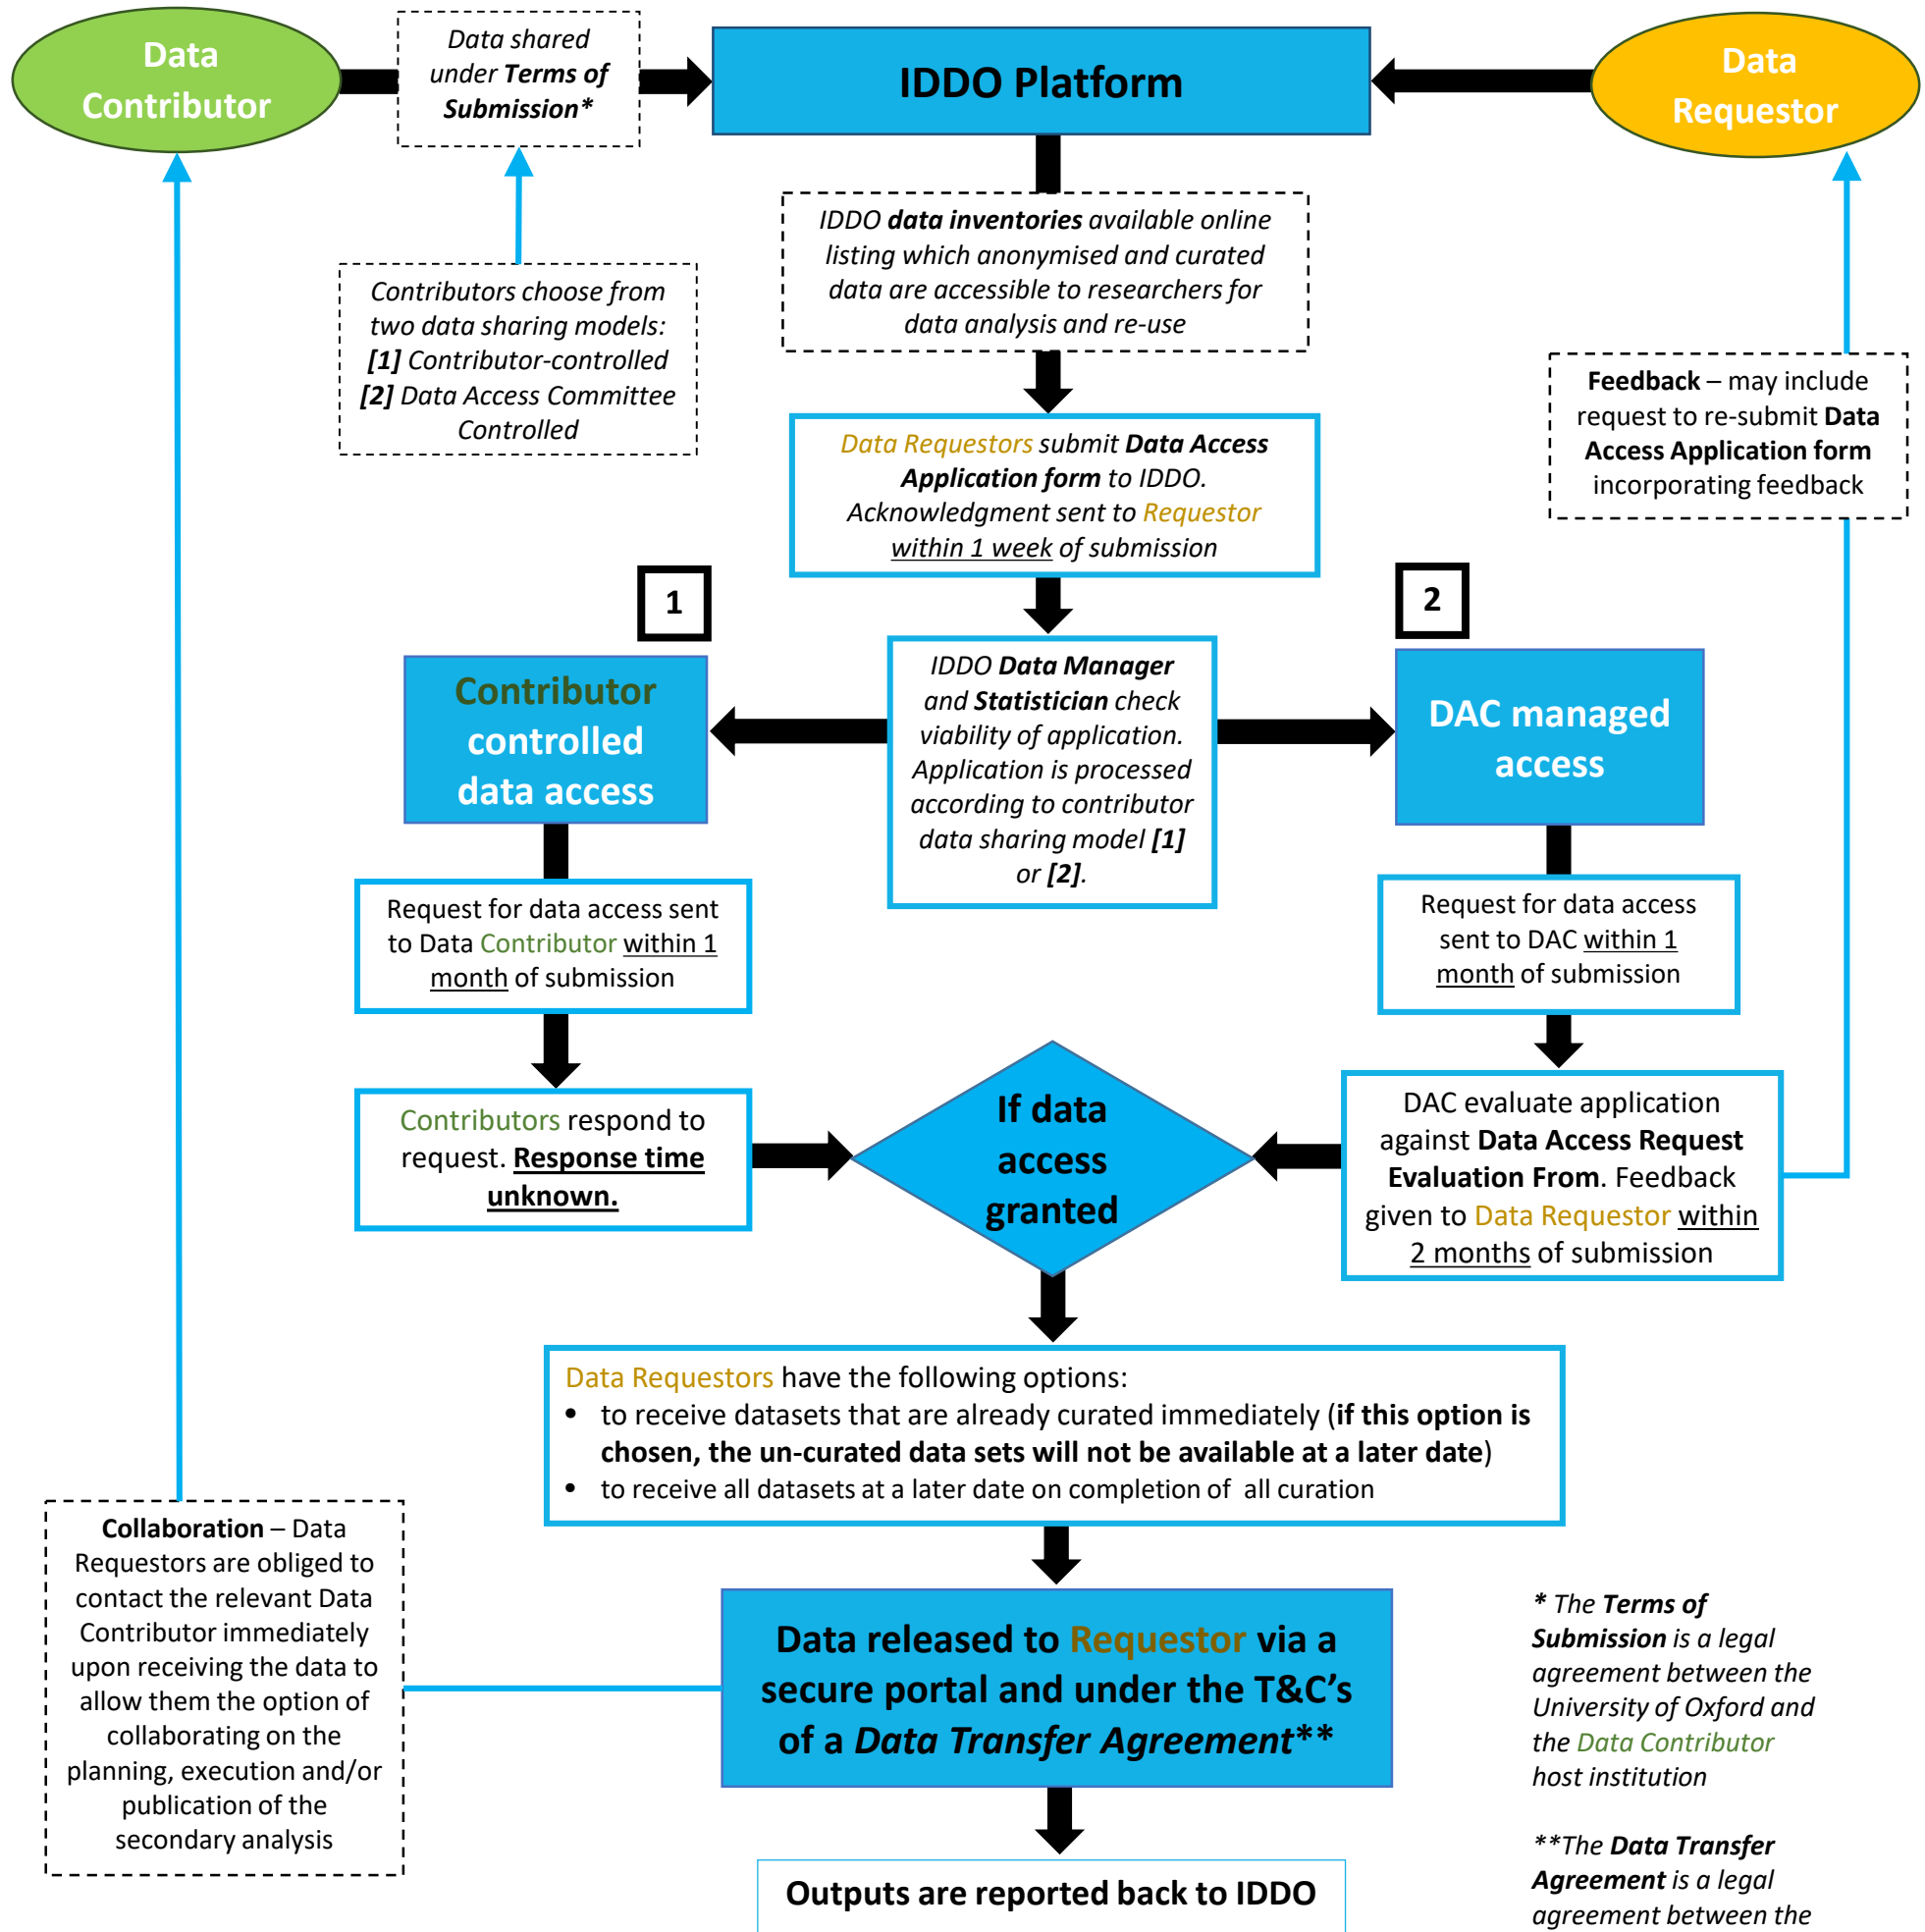 Data
Contributor
Data shared
under Terms of
Submission*
IDDO Platform
Data
Requestor
Contributors choose from
two data sharing models:
[1] Contributor-controlled
[2] Data Access Committee
Controlled
IDDO data inventories available online
listing which anonymised and curated
data are accessible to researchers for
data analysis and re-use
Feedback – may include
request to re-submit Data
Access Application form
incorporating feedback
Data Requestors submit Data Access
Application form to IDDO.
Acknowledgment sent to Requestor
within 1 week of submission
1
2
Contributor
controlled
data access
IDDO Data Manager
and Statistician check
viability of application.
Application is processed
according to contributor
data sharing model [1]
or [2].
DAC managed
access
Request for data access sent
to Data Contributor within 1
month of submission
Request for data access
sent to DAC within 1
month of submission
Contributors respond to
request. Response time
unknown.
If data
access
granted
DAC evaluate application
against Data Access Request
Evaluation From. Feedback
given to Data Requestor within
2 months of submission
Data Requestors have the following options:
• to receive datasets that are already curated immediately (if this option is
chosen, the un-curated data sets will not be available at a later date)
• to receive all datasets at a later date on completion of all curation
Collaboration – Data
Requestors are obliged to
contact the relevant Data
Contributor immediately
upon receiving the data to
allow them the option of
collaborating on the
planning, execution and/or
publication of the
secondary analysis
Data released to Requestor via a
secure portal and under the T&C's
of a Data Transfer Agreement**
Outputs are reported back to IDDO
* The Terms of
Submission is a legal
agreement between the
University of Oxford and
the Data Contributor
host institution
**The Data Transfer
Agreement is a legal
agreement between the